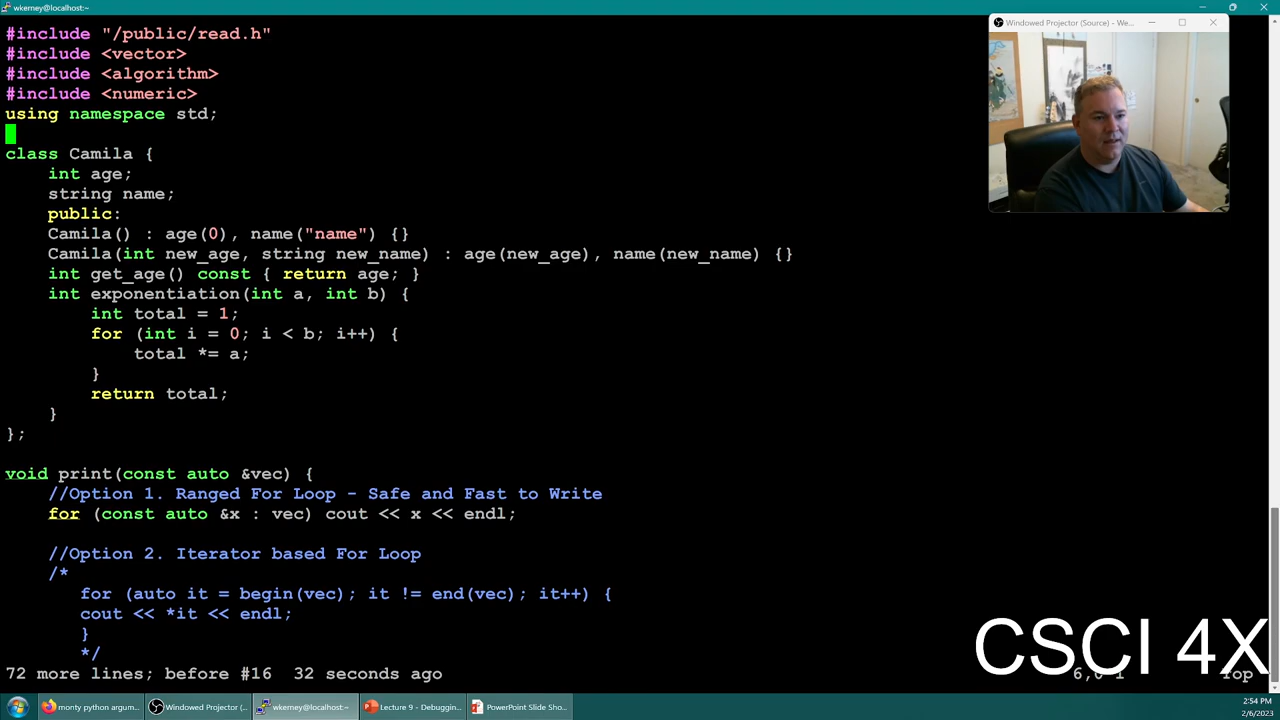 wkerney@localhost:~
#include "/public/read.h"
#include <vector>
#include <algorithm>
#include <numeric>
using namespace std;
class Camila {
int age;
string name;
public:
Camila() : age(0), name("name") {}
Camila(int new_age, string new_name) : age(new_age), name(new_name) {}
int get_age() const { return age; }
int exponentiation(int a, int b) {
int total = 1;
for (int i = 0; i < b; i++) {
total *= a;
}
return total;
}
};
void print(const auto &vec) {
//Option 1. Ranged For Loop - Safe and Fast to Write
for (const auto &x : vec) cout << x << endl;
//Option 2. Iterator based For Loop
/*
for (auto it = begin(vec); it != end(vec); it++) {
cout << *it << endl;
}
*/
72 more lines; before #16  32 seconds ago
Windowed Projector (Source) - We...
CSCI 4X
monty python argum...
Windowed Projector (...
wkerney@localhost:~
Lecture 9 - Debuggin...
PowerPoint Slide Sho...
2:54 PM
2/6/2023